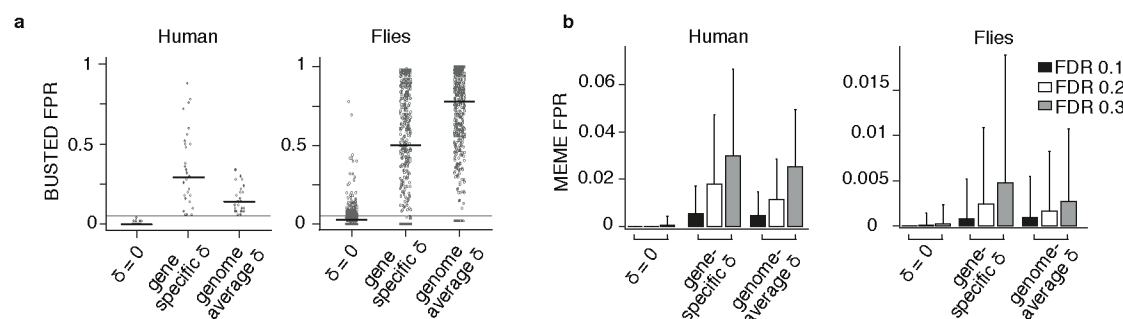 a
Human
Flies
BUSTED FPR
1
0.5
0
δ = 0
gene
specific δ
genome
average δ
1
0.5
0
δ = 0
gene
specific δ
genome
average δ
b
Human
Flies
MEME FPR
0.06
0.04
0.02
0
δ = 0
gene-
specific δ
genome-
average δ
0.015
0.01
0.005
0
δ = 0
gene-
specific δ
genome-
average δ
FDR 0.1
FDR 0.2
FDR 0.3